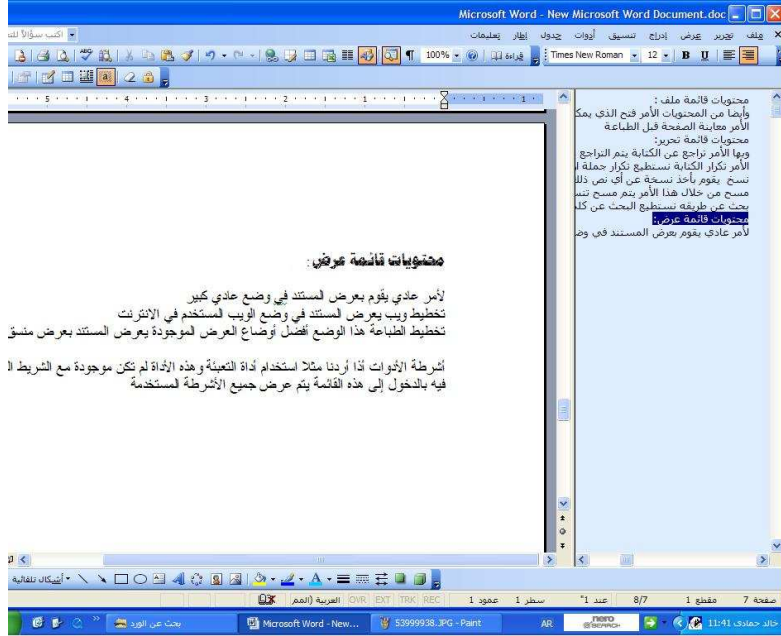 Microsoft Word - New Microsoft Word Document.doc
ملف تحرير عرض إدراج تنسيق أدوات جدول إطار تعليمات
اكتب سؤالاً
Times New Roman 12 B U
قراءة 100%
محتويات قائمة ملف :
وأيضا من المحتويات الأمر فتح الذي يمك
الأمر معاينة الصفحة قبل الطباعة
محتويات قائمة تحرير:
وبها الأمر تراجع عن الكتابة يتم التراجع
الأمر تكرار الكتابة نستطيع تكرار جملة ا
نسخ يقوم بأخذ نسخة عن أي نص ذلك
مسح من خلال هذا الأمر يتم مسح تنس
بحث عن طريقه نستطيع البحث عن كل
محتويات قائمة عرض:
لأمر عادي يقوم بعرض المستند في وض
محتويات قائمة عرض:
لأمر عادي يقوم بعرض المستند في وضع عادي كبير
تخطيط ويب يعرض المستند في وضع الويب المستخدم في الانترنت
تخطيط الطباعة هذا الوضع أفضل أوضاع العرض الموجودة يعرض المستند بعرض منسق
أشرطة الأدوات أذا أردنا مثلا استخدام أداة التعبئة وهذه الأداة لم تكن موجودة مع الشريط ا
فيه بالدخول إلى هذه القائمة يتم عرض جميع الأشرطة المستخدمة
أشكال تلقائية
صفحة 7 مقطع 1 8/7 عند 1" سطر 1 عمود 1 REC TRK EXT OVR العربية (المم
خالد حمادى 11:41 nero SEARCH AR 53999938.JPG - Paint Microsoft Word - New... بحث عن الورد